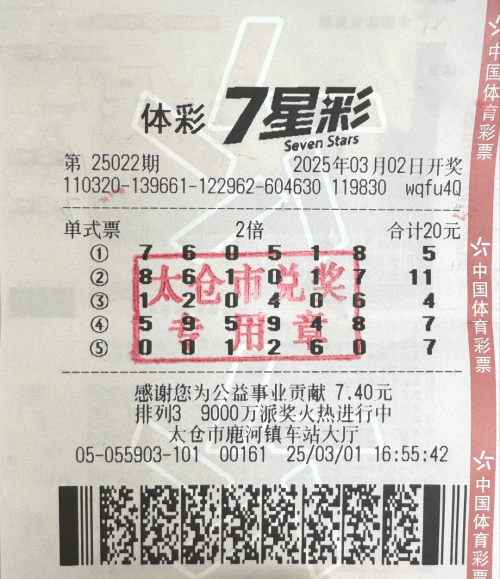 体彩 7星彩
Seven Stars
第 25022期 2025年03月02日开奖
110320-139661-122962-604630 119830 wqfu4Q
单式票 2倍 合计20元
① 7 6 0 5 1 8 5
② 8 6 1 0 1 7 11
③ 1 2 0 4 0 6 4
④ 5 9 5 9 4 8 7
⑤ 0 0 1 2 6 0 7
太仓市兑奖
专用章
感谢您为公益事业贡献 7.40元
排列3 9000万派奖火热进行中
太仓市鹿河镇车站大厅
05-055903-101 00161 25/03/01 16:55:42
中国体育彩票
中国体育彩票
中国体育彩票